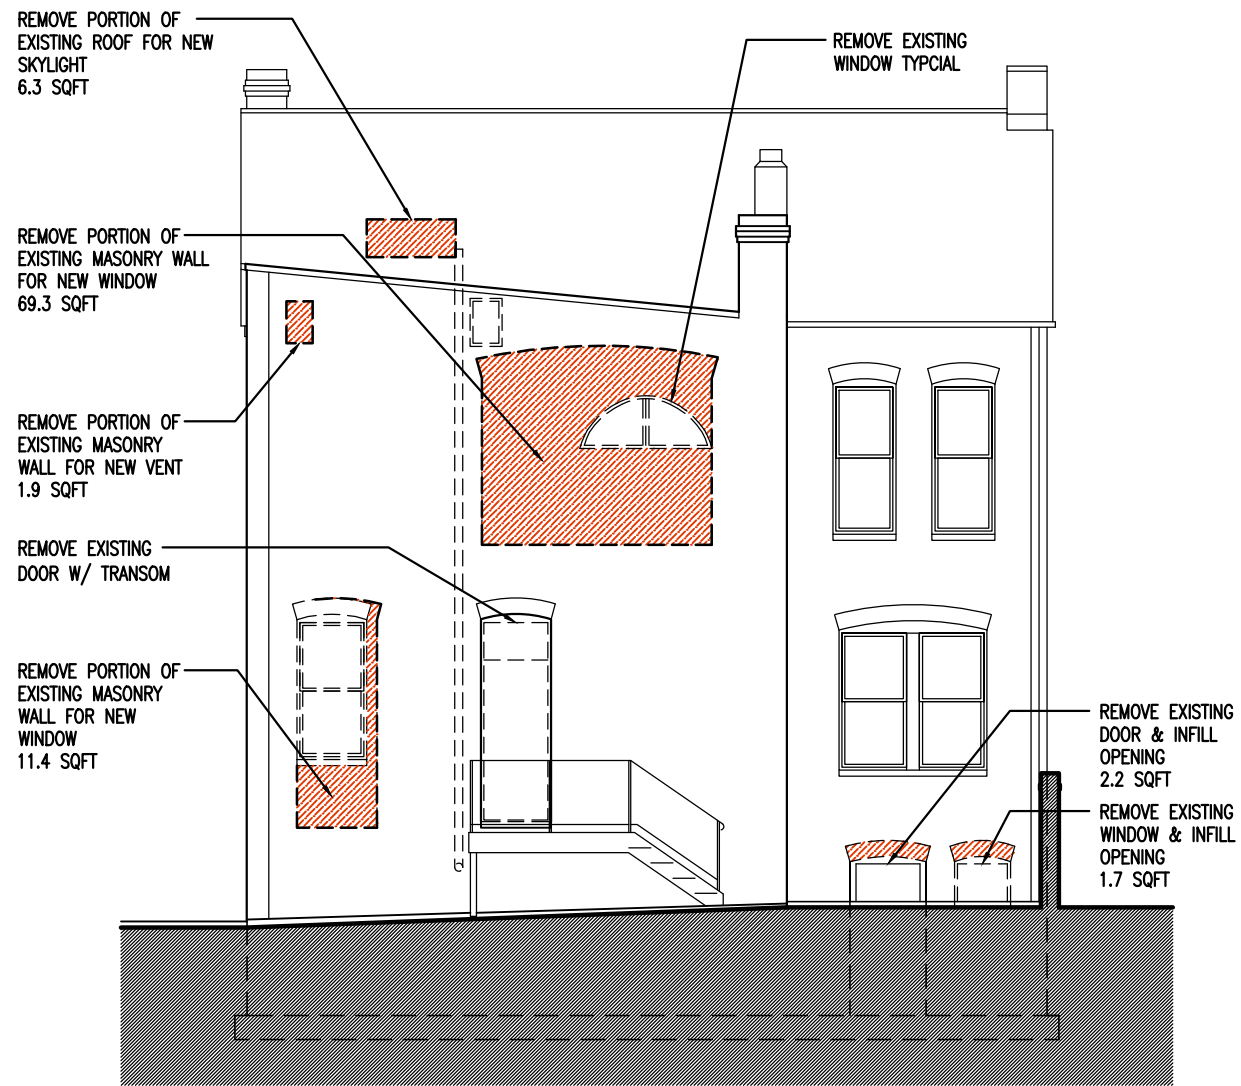 REMOVE PORTION OF
EXISTING ROOF FOR NEW
SKYLIGHT
6.3 SQFT
REMOVE EXISTING
WINDOW TYPCIAL
REMOVE PORTION OF
EXISTING MASONRY WALL
FOR NEW WINDOW
69.3 SQFT
REMOVE PORTION OF
EXISTING MASONRY
WALL FOR NEW VENT
1.9 SQFT
REMOVE EXISTING
DOOR W/ TRANSOM
REMOVE PORTION OF
EXISTING MASONRY
WALL FOR NEW
WINDOW
11.4 SQFT
REMOVE EXISTING
DOOR & INFILL
OPENING
2.2 SQFT
REMOVE EXISTING
WINDOW & INFILL
OPENING
1.7 SQFT